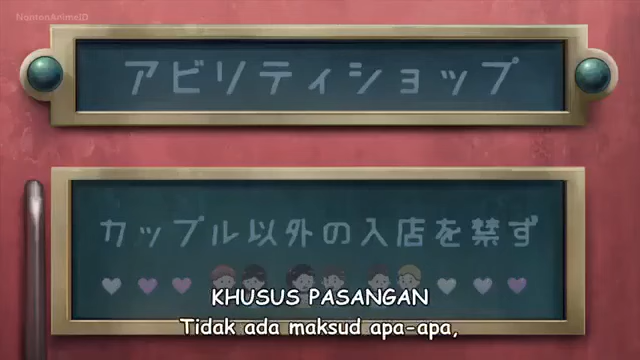 NontonAnimeID
アビリティショップ
カップル以外の入店を禁ず
KHUSUS PASANGAN
Tidak ada maksud apa-apa,